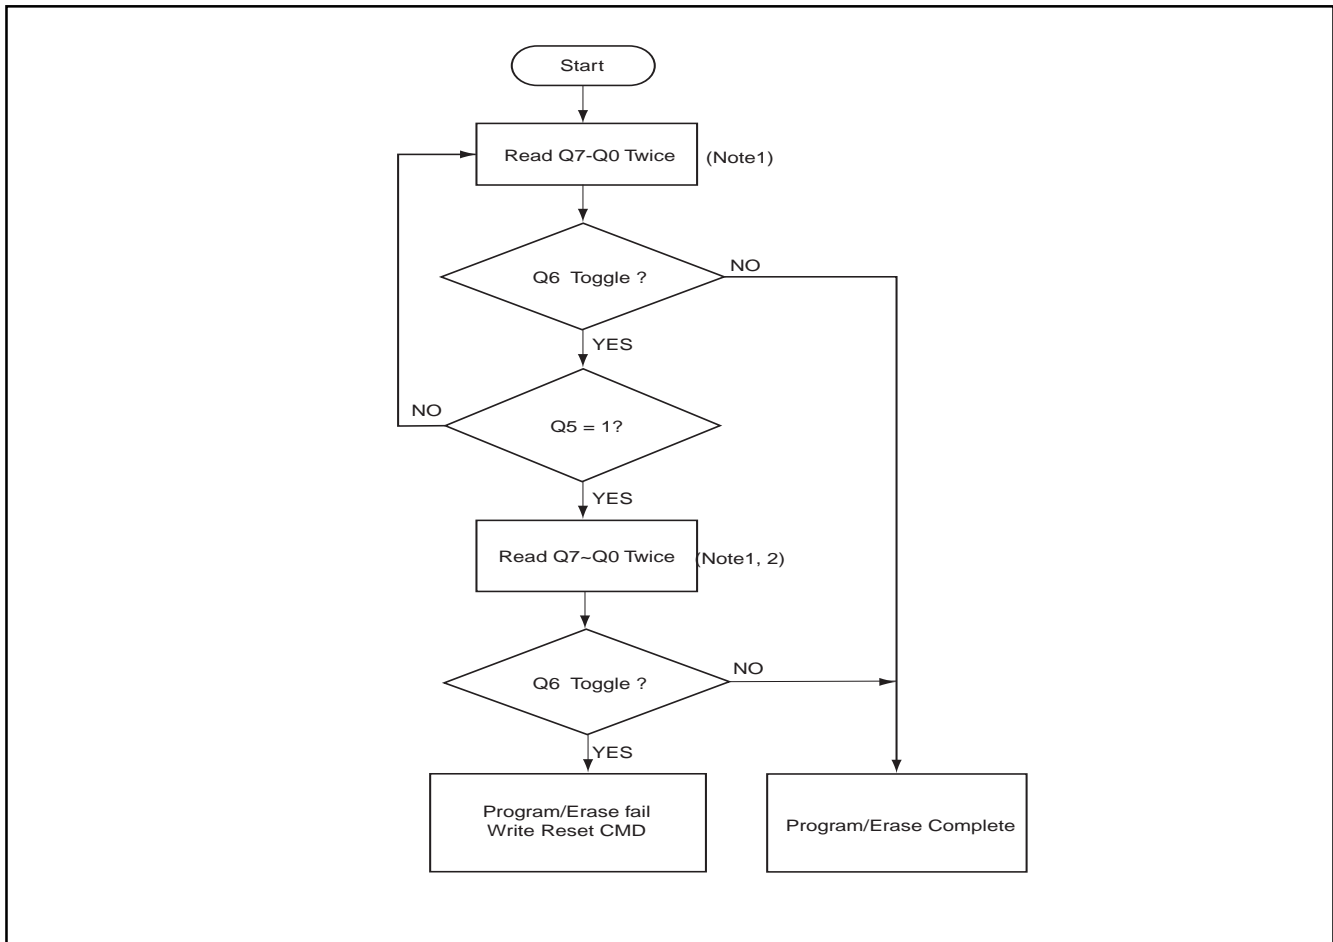 Start
Read Q7-Q0 Twice
(Note1)
Q6 Toggle ?
NO
YES
NO
Q5 = 1?
YES
Read Q7~Q0 Twice
(Note1, 2)
Q6 Toggle ?
NO
YES
Program/Erase fail
Write Reset CMD
Program/Erase Complete